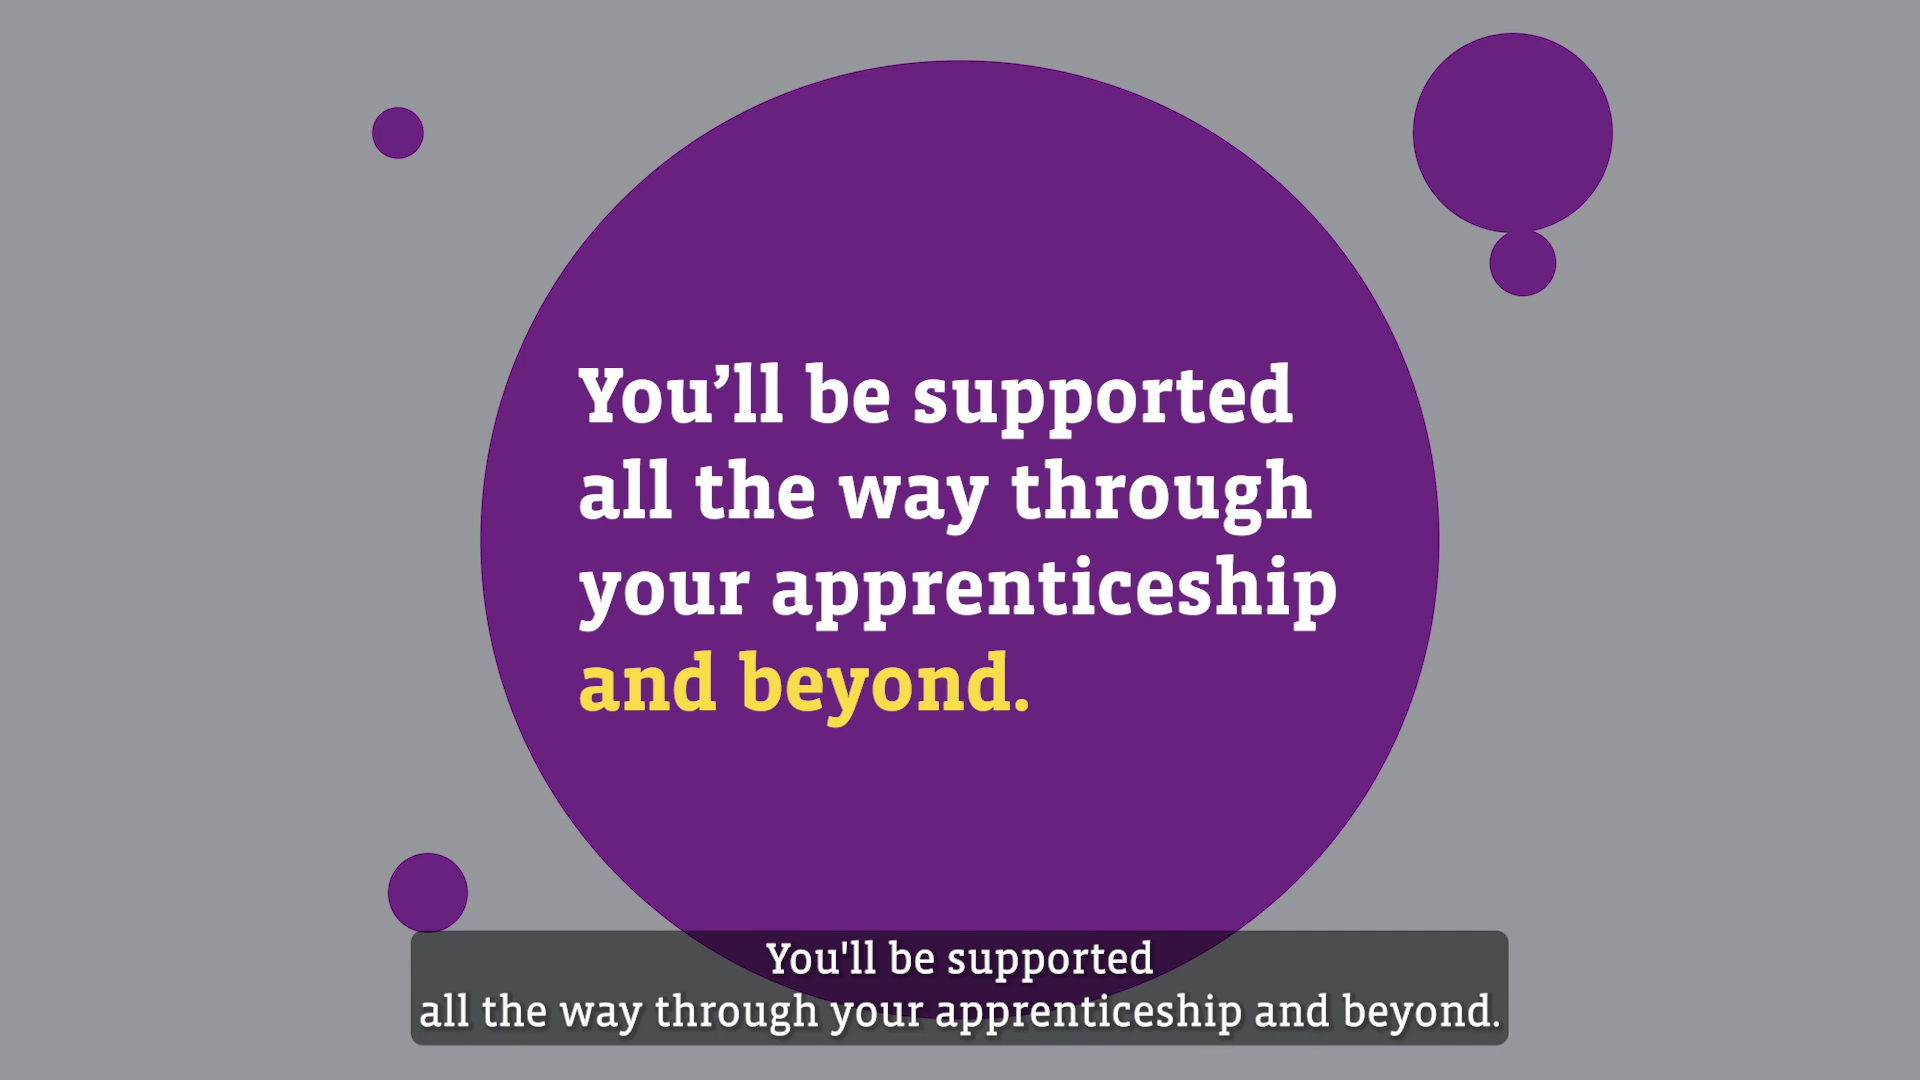 You’ll be supported
all the way through
your apprenticeship
and beyond.
You'll be supported
all the way through your apprenticeship and beyond.